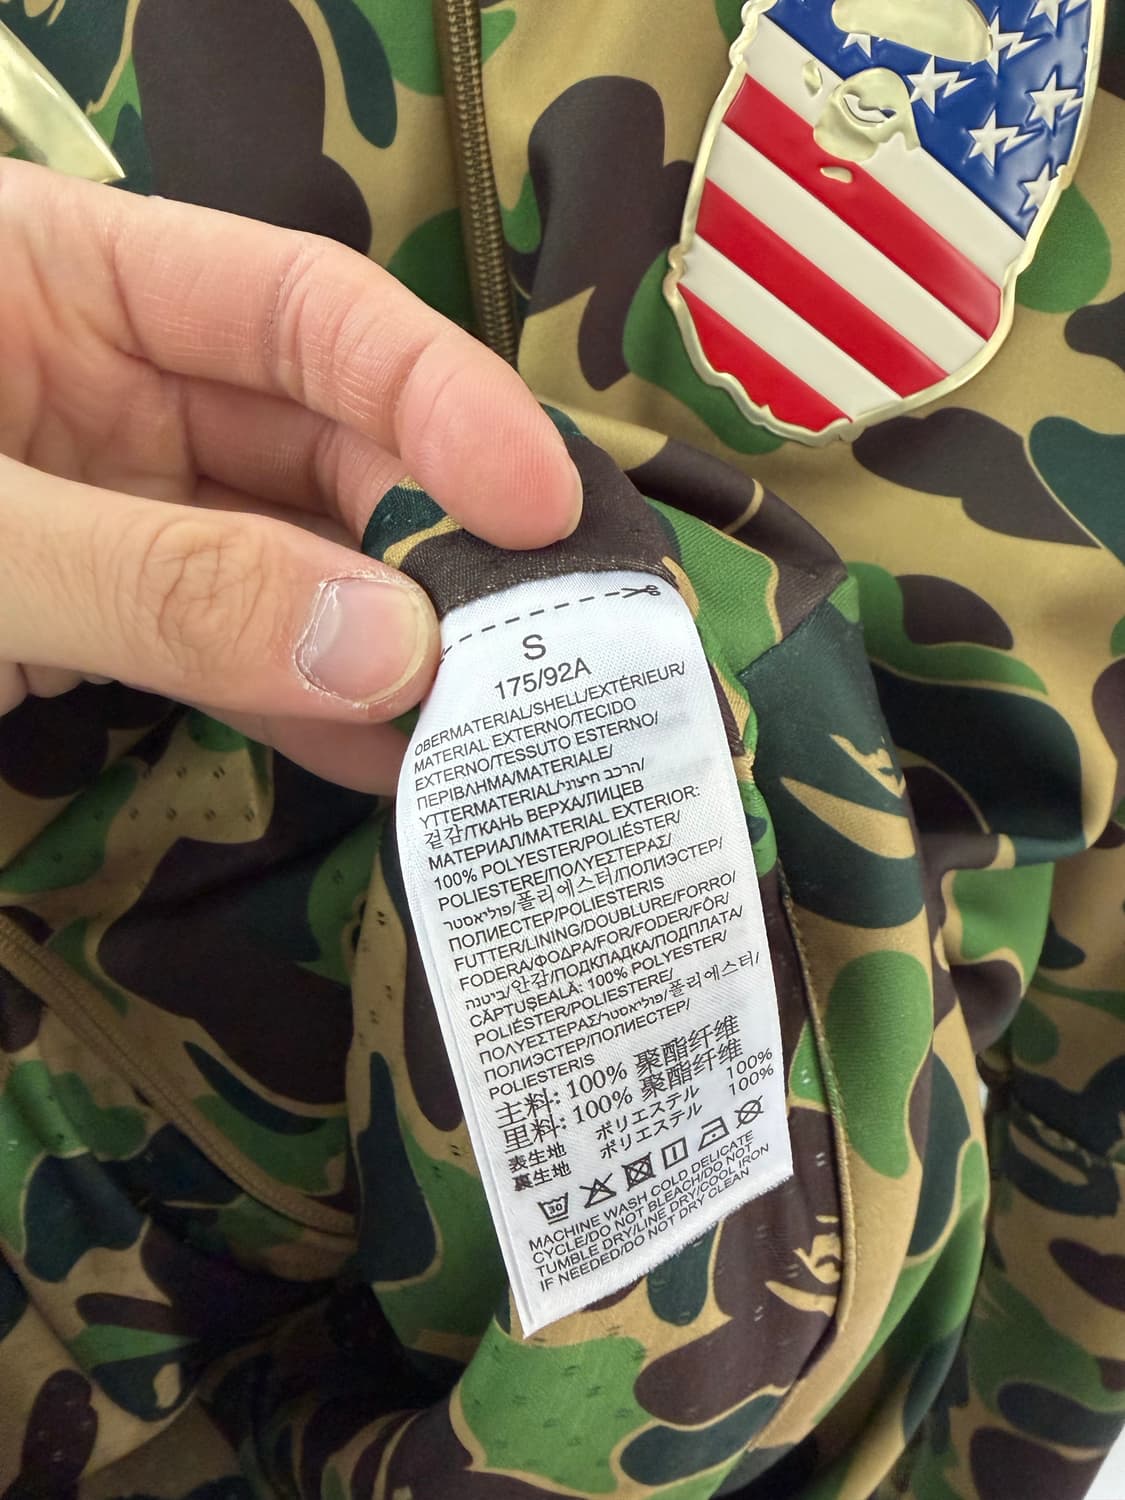 S
175/92A
OBERMATERIAL/SHELL/EXTÉRIEUR/
MATERIAL EXTERNO/TECIDO
EXTERNO/TESSUTO ESTERNO/
ΠΕΡΙΒΛΗΜΑ/MATERIALE/
YTTERMATERIAL/הרכב חיצוני/
겉감/ТКАНЬ ВЕРХА/ЛИЦЕВ
МАТЕРИАЛ/MATERIAL EXTERIOR:
100% POLYESTER/POLIÉSTER/
POLIESTERE/ΠΟΛΥΕΣΤΕΡΑΣ/
פוליאסטר/폴리에스터/ПОЛИЭСТЕР/
ПОЛИЕСТЕР/POLIESTERIS
FUTTER/LINING/DOUBLURE/FORRO/
FODERA/ΦΟΔΡΑ/FOR/FODER/FÔR/
ביטנה/안감/ПОДКЛАДКА/ПОДПЛАТА/
CĂPTUŞEALĂ: 100% POLYESTER/
POLIÉSTER/POLIESTERE/
ΠΟΛΥΕΣΤΕΡΑΣ/פוליאסטר/폴리에스터/
ПОЛИЭСТЕР/ПОЛИЕСТЕР/
POLIESTERIS
主料: 100% 聚酯纤维
里料: 100% 聚酯纤维
表生地 ポリエステル 100%
裏生地 ポリエステル 100%
30
MACHINE WASH COLD DELICATE
CYCLE/DO NOT BLEACH/DO NOT
TUMBLE DRY/LINE DRY/COOL IRON
IF NEEDED/DO NOT DRY CLEAN